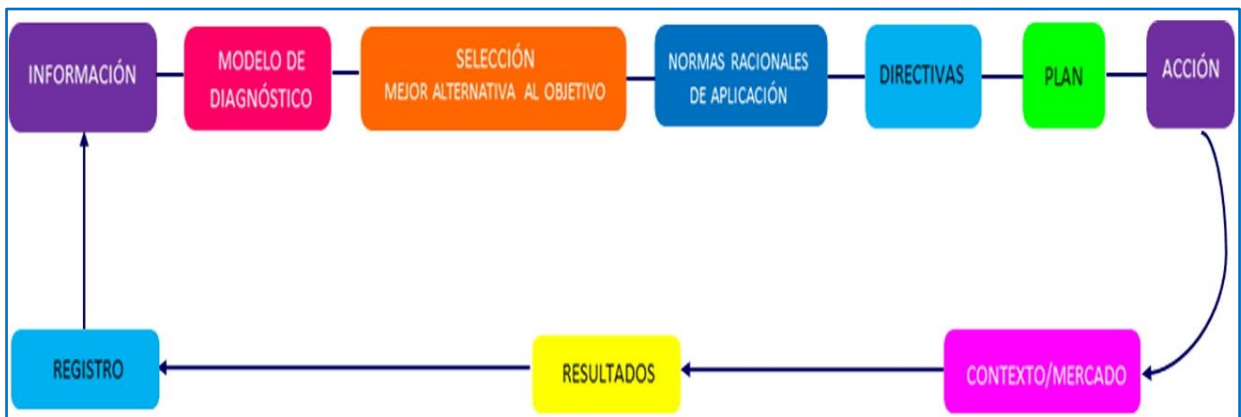 INFORMACIÓN
MODELO DE
DIAGNÓSTICO
SELECCIÓN
MEJOR ALTERNATIVA AL OBJETIVO
NORMAS RACIONALES
DE APLICACIÓN
DIRECTIVAS
PLAN
ACCIÓN
REGISTRO
RESULTADOS
CONTEXTO/MERCADO